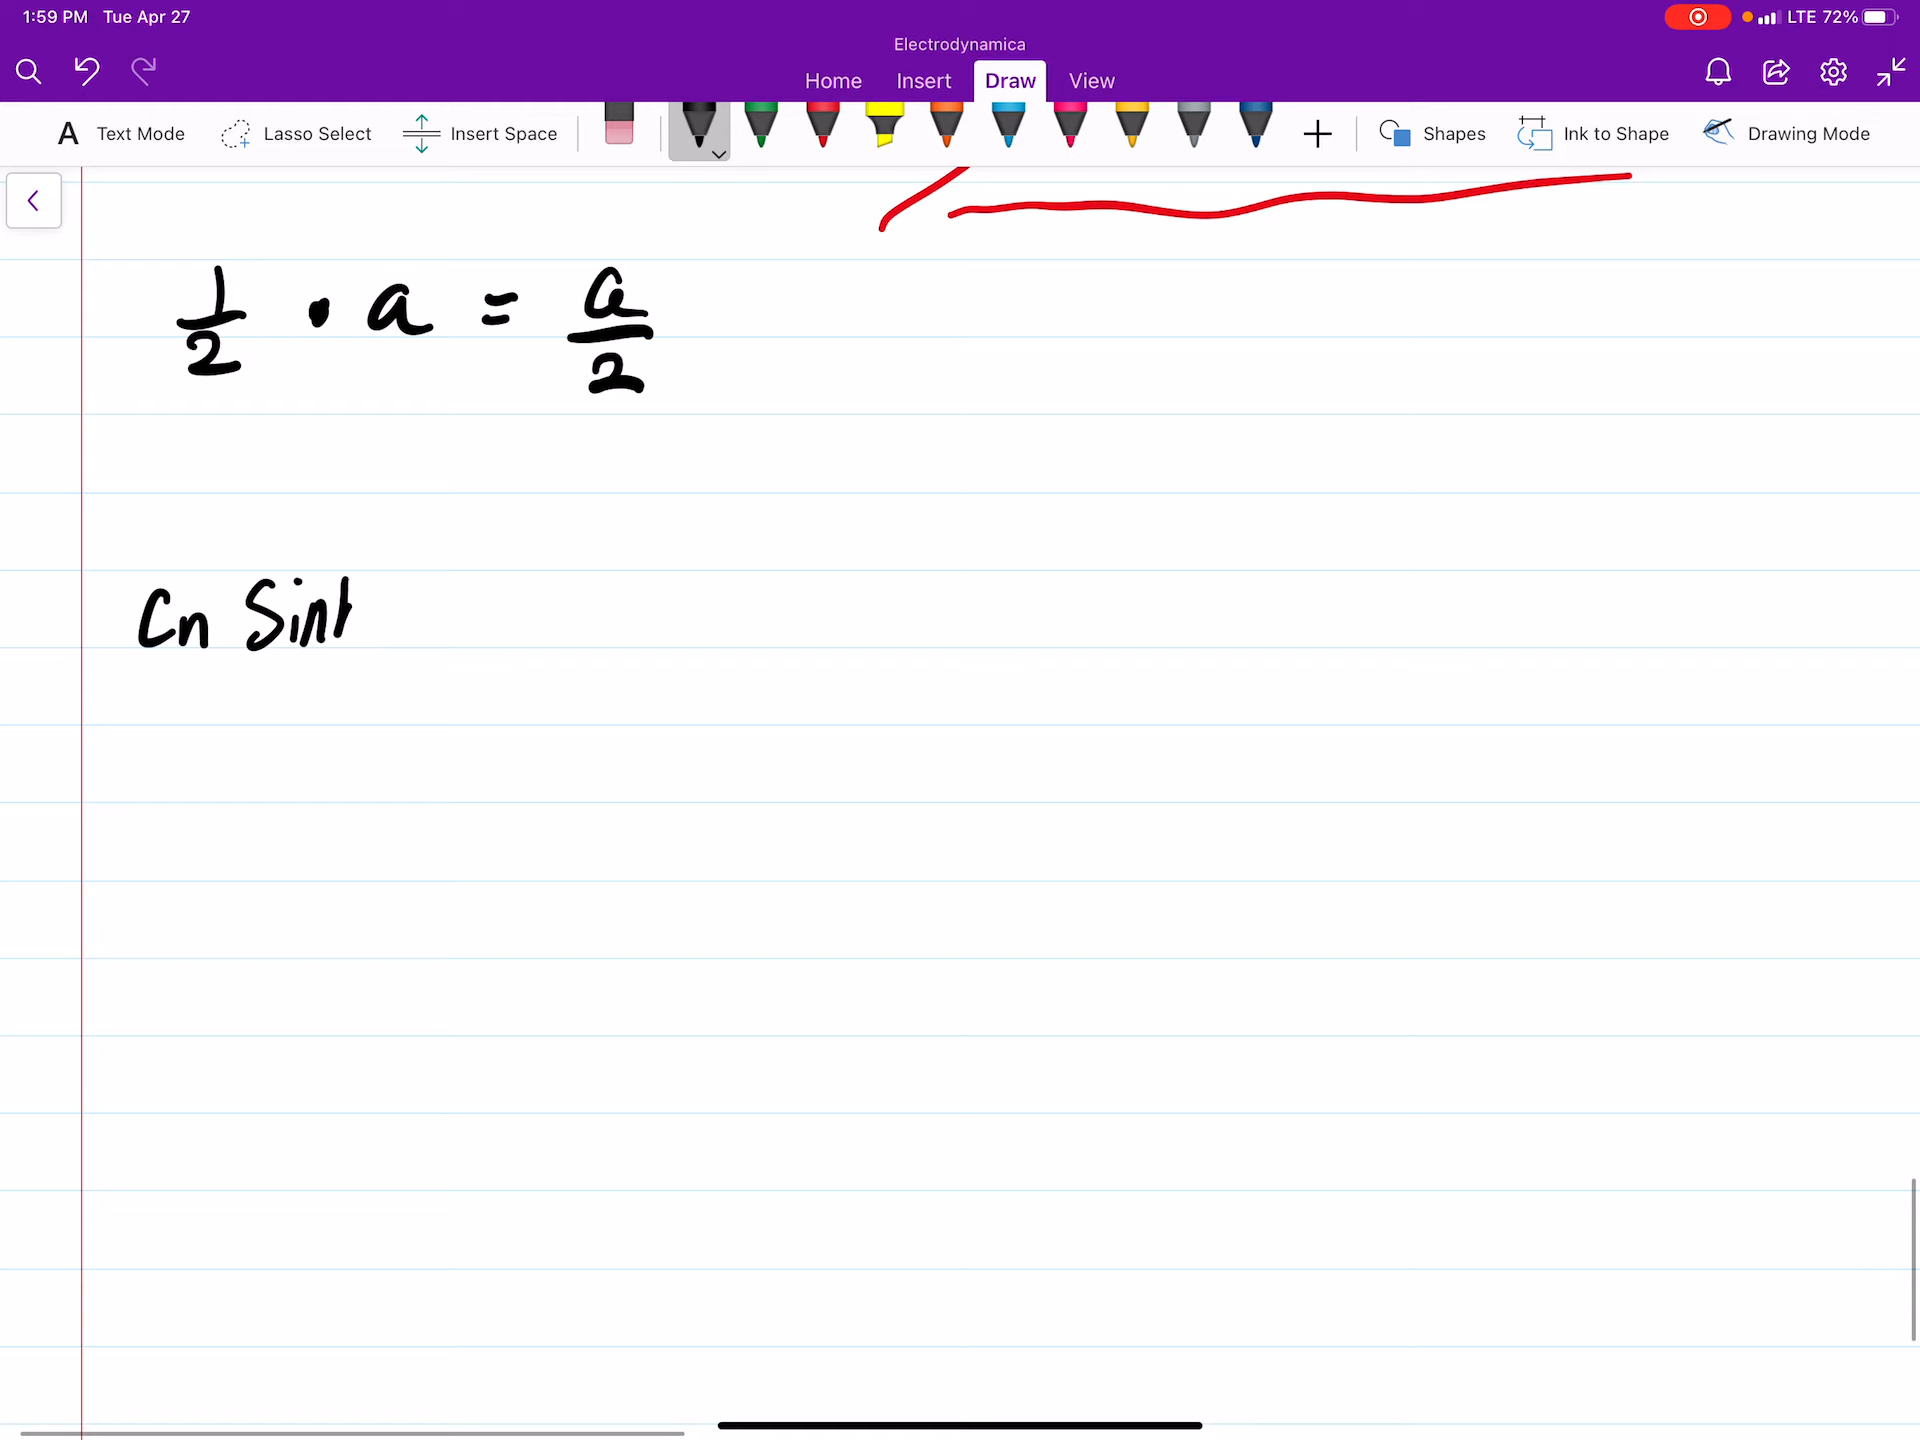 1:59 PM Tue Apr 27
LTE 72%
Electrodynamica
Home Insert Draw View
A Text Mode Lasso Select Insert Space Shapes Ink to Shape Drawing Mode
1/2 · a = a/2
Cn Sin